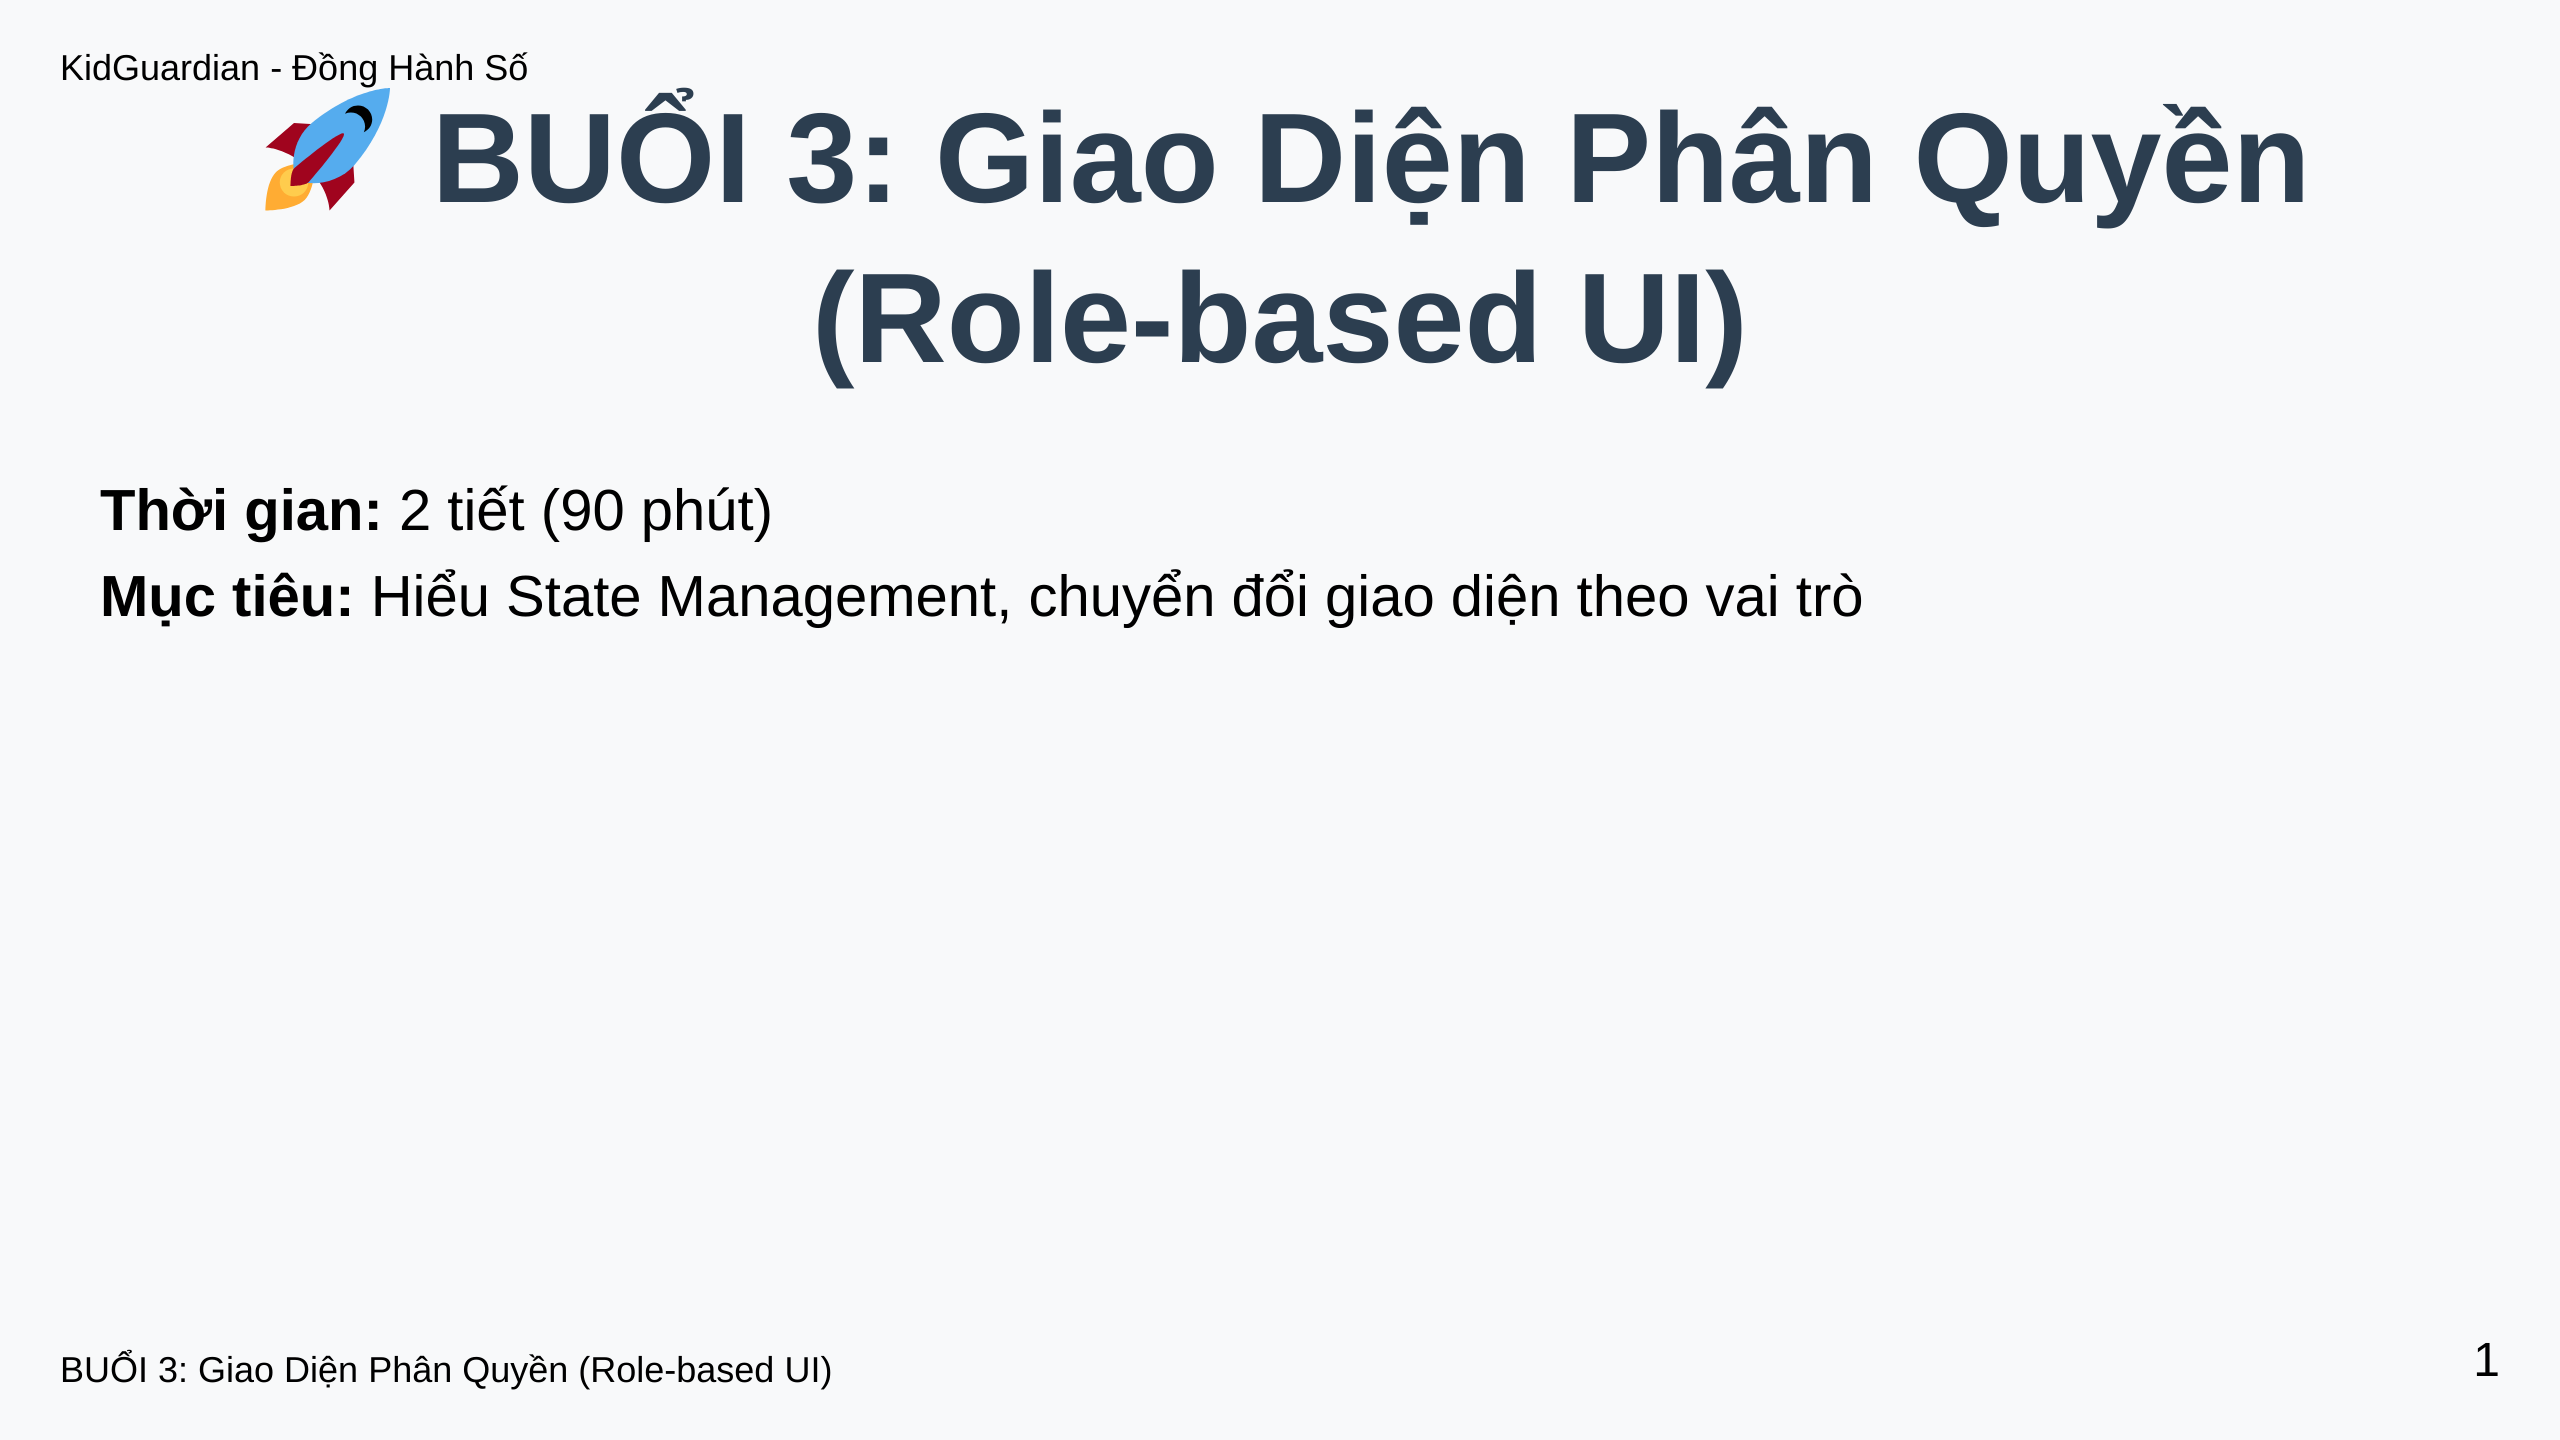 KidGuardian - Đồng Hành Số
🚀 BUỔI 3: Giao Diện Phân Quyền
(Role-based UI)
Thời gian: 2 tiết (90 phút)
Mục tiêu: Hiểu State Management, chuyển đổi giao diện theo vai trò
BUỔI 3: Giao Diện Phân Quyền (Role-based UI)
1